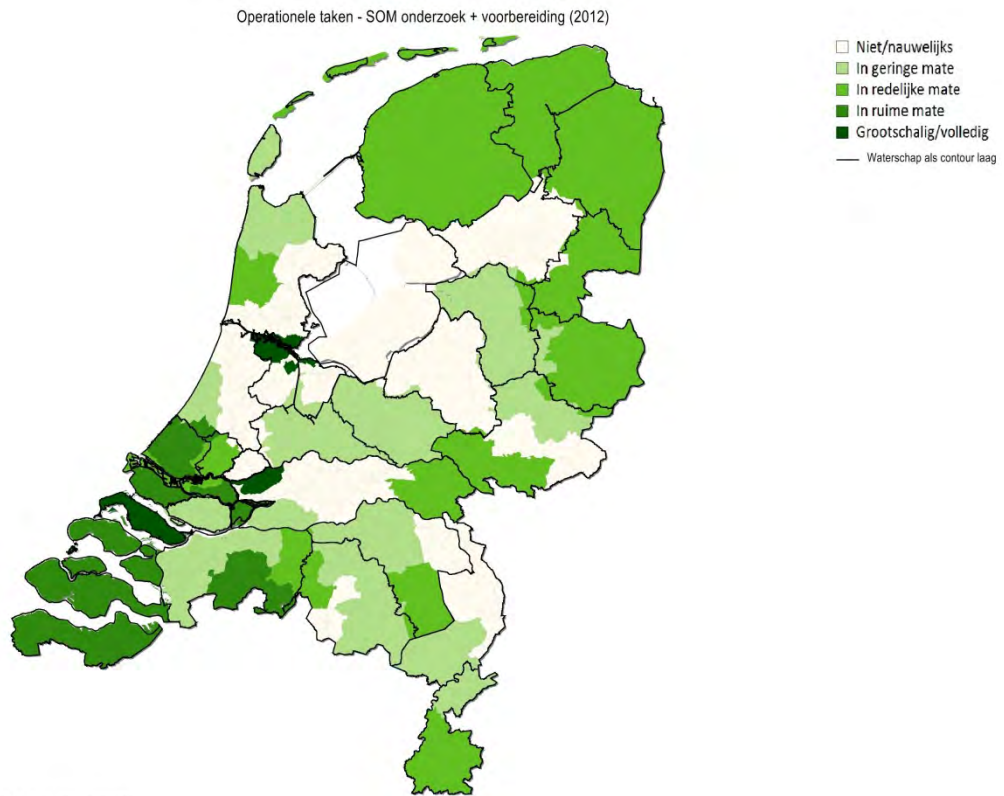 Operationele taken - SOM onderzoek + voorbereiding (2012)
Niet/nauwelijks
In geringe mate
In redelijke mate
In ruime mate
Grootschalig/volledig
Waterschap als contour laag